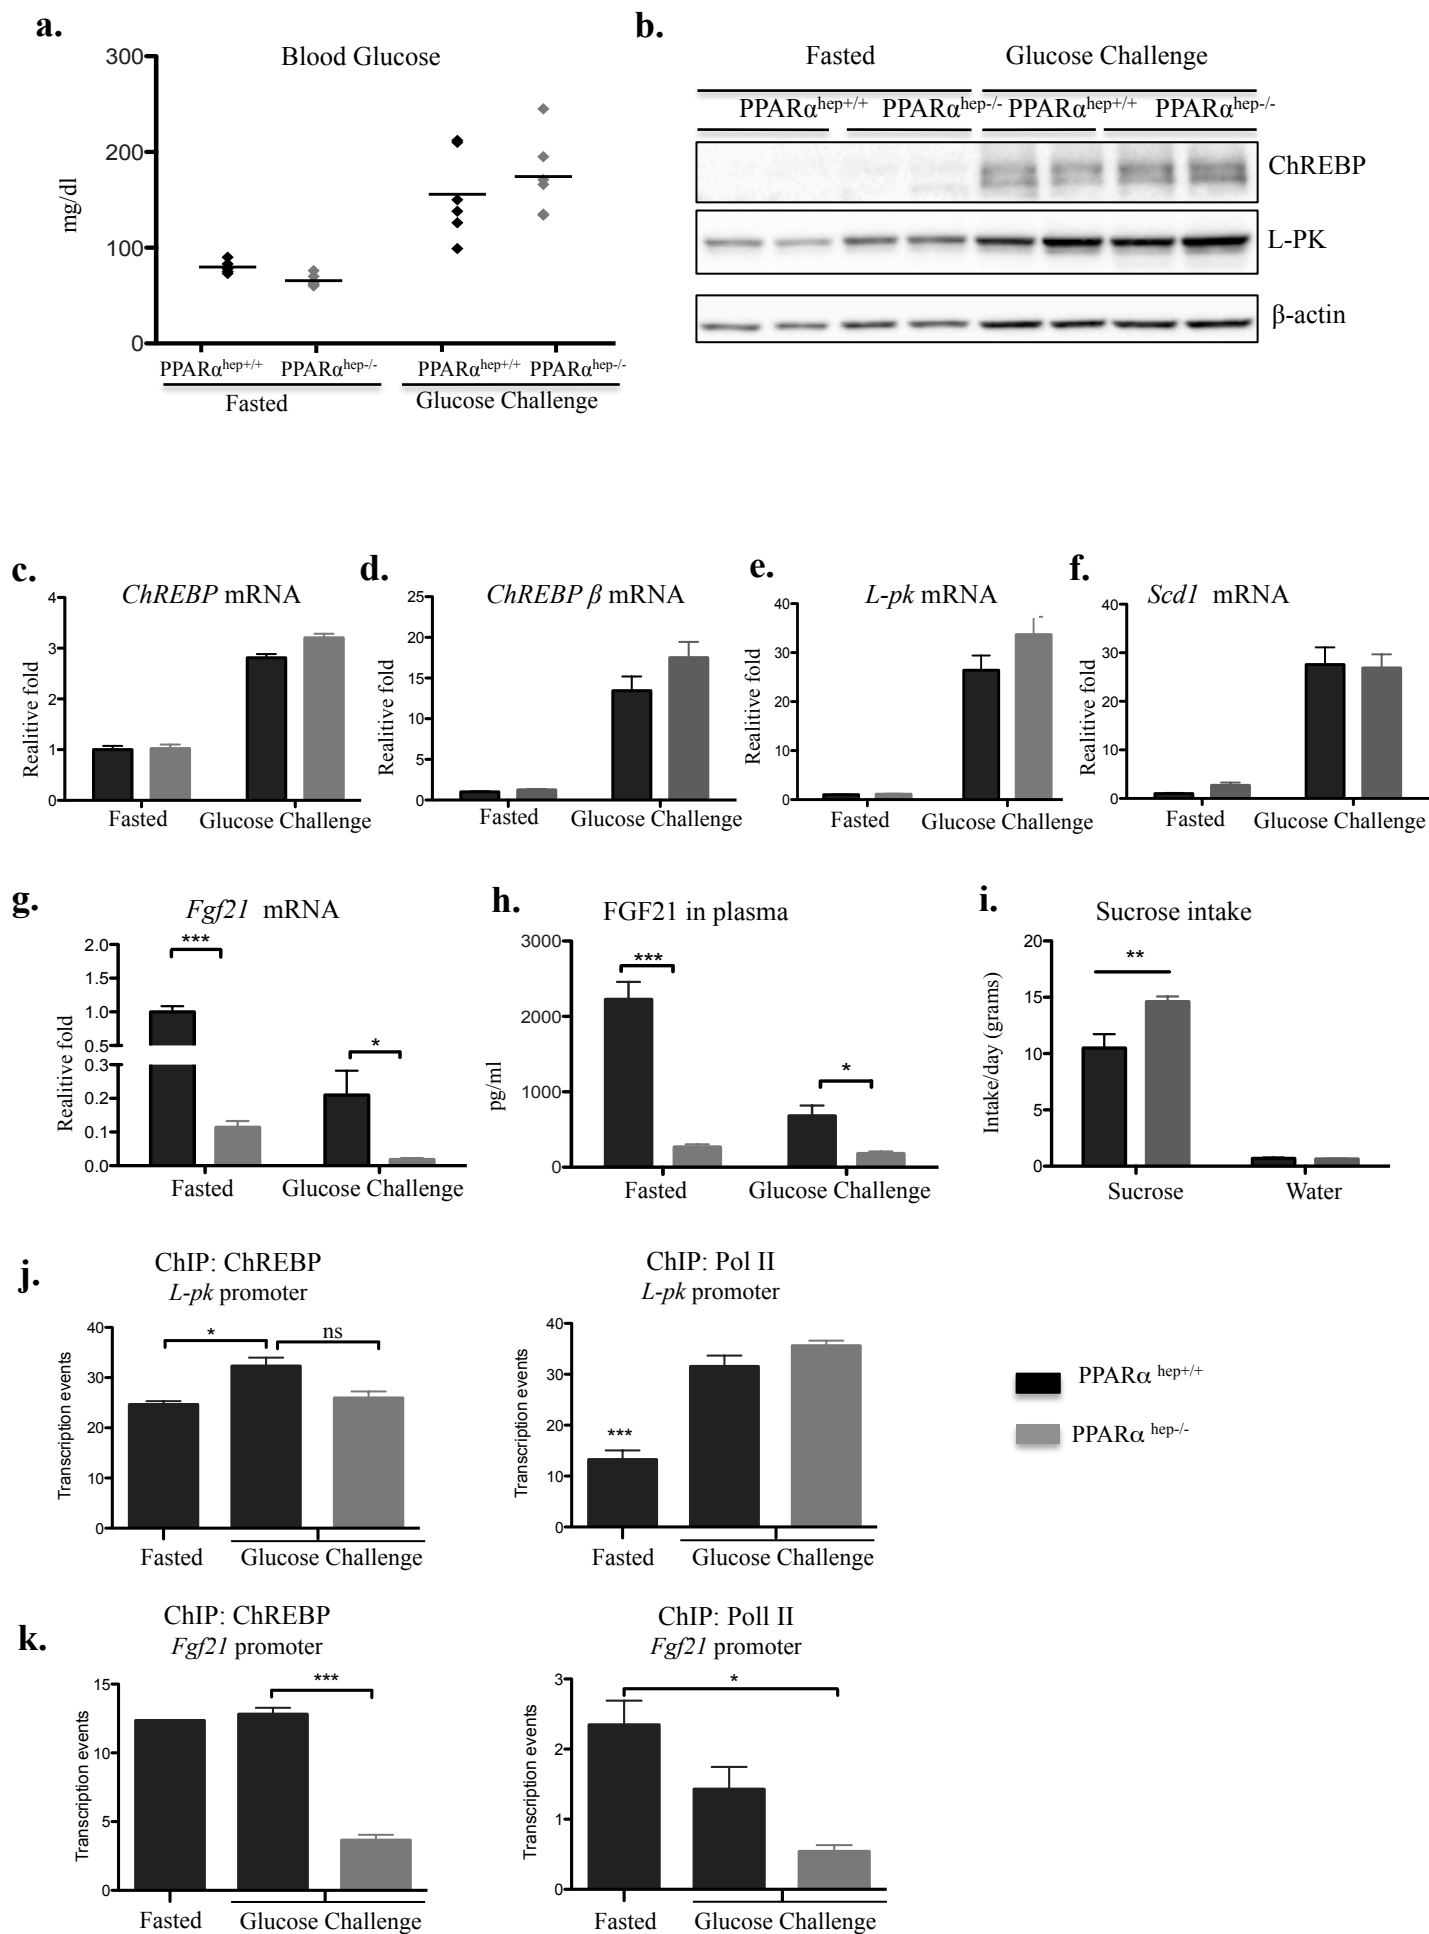 a.
Blood Glucose
300
200
100
0
mg/dl
PPARα^hep+/+ PPARα^hep-/- PPARα^hep+/+ PPARα^hep-/-
Fasted Glucose Challenge
b.
Fasted Glucose Challenge
PPARα^hep+/+ PPARα^hep-/- PPARα^hep+/+ PPARα^hep-/-
ChREBP
L-PK
β-actin
c.
ChREBP mRNA
Realitive fold
4
3
2
1
0
Fasted Glucose Challenge
d.
ChREBP β mRNA
Realitive fold
25
20
15
10
5
0
Fasted Glucose Challenge
e.
L-pk mRNA
Realitive fold
40
30
20
10
0
Fasted Glucose Challenge
f.
Scd1 mRNA
Realitive fold
40
30
20
10
0
Fasted Glucose Challenge
g.
Fgf21 mRNA
Realitive fold
2.0
1.5
1.0
0.5
0.3
0.2
0.1
0.0
***
*
Fasted Glucose Challenge
h.
FGF21 in plasma
pg/ml
3000
2000
1000
0
***
*
Fasted Glucose Challenge
i.
Sucrose intake
Intake/day (grams)
20
15
10
5
0
**
Sucrose Water
j.
ChIP: ChREBP
L-pk promoter
Transcription events
40
30
20
10
0
*
ns
Fasted Glucose Challenge
ChIP: Pol II
L-pk promoter
Transcription events
40
30
20
10
0
***
Fasted Glucose Challenge
PPARα hep+/+
PPARα hep-/-
k.
ChIP: ChREBP
Fgf21 promoter
Transcription events
15
10
5
0
***
Fasted Glucose Challenge
ChIP: Poll II
Fgf21 promoter
Transcription events
3
2
1
0
*
Fasted Glucose Challenge